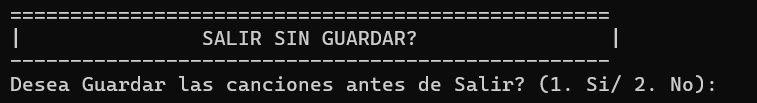 ==================================================
|               SALIR SIN GUARDAR?                |
--------------------------------------------------
Desea Guardar las canciones antes de Salir? (1. Si/ 2. No):